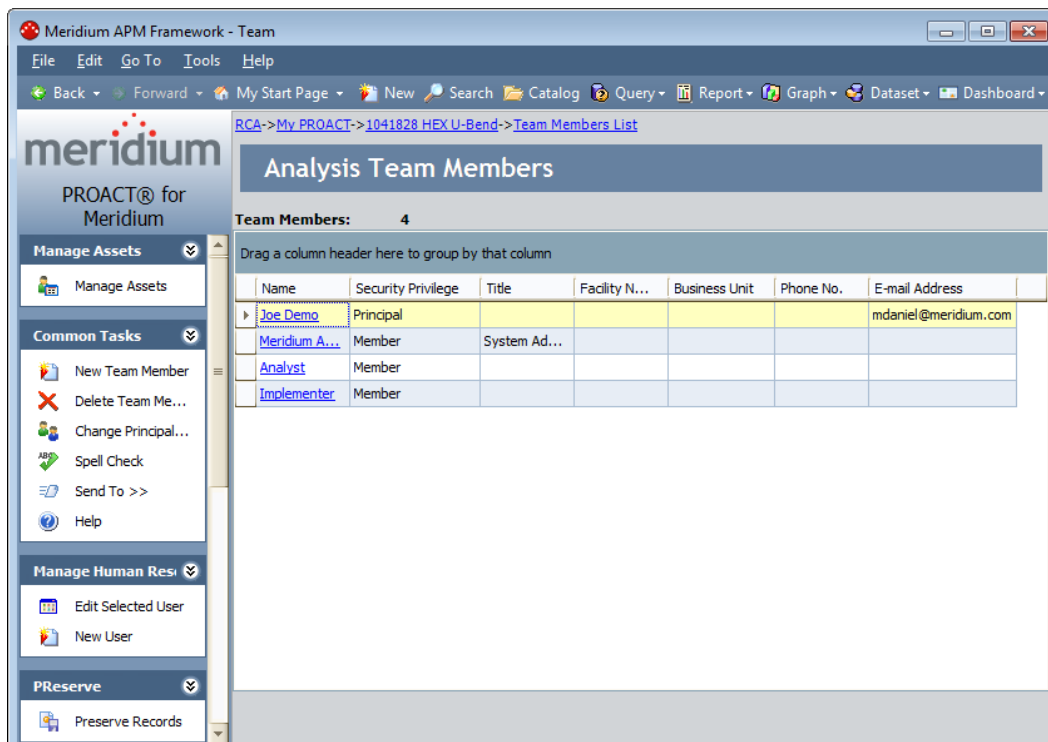 Meridium APM Framework - Team
File Edit Go To Tools Help
Back Forward My Start Page New Search Catalog Query Report Graph Dataset Dashboard
RCA->My PROACT->1041828 HEX U-Bend->Team Members List
meridium
PROACT® for
Meridium
Analysis Team Members
Team Members: 4
Drag a column header here to group by that column
Name Security Privilege Title Facility N... Business Unit Phone No. E-mail Address
Joe Demo Principal mdaniel@meridium.com
Meridium A... Member System Ad...
Analyst Member
Implementer Member
Manage Assets
Manage Assets
Common Tasks
New Team Member
Delete Team Me...
Change Principal...
ABC Spell Check
Send To >>
Help
Manage Human Res
Edit Selected User
New User
PReserve
Preserve Records